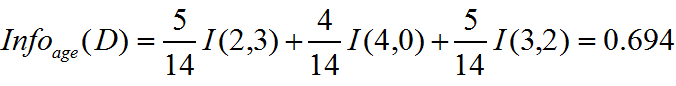 Info_age(D) = 5/14 I(2,3) + 4/14 I(4,0) + 5/14 I(3,2) = 0.694